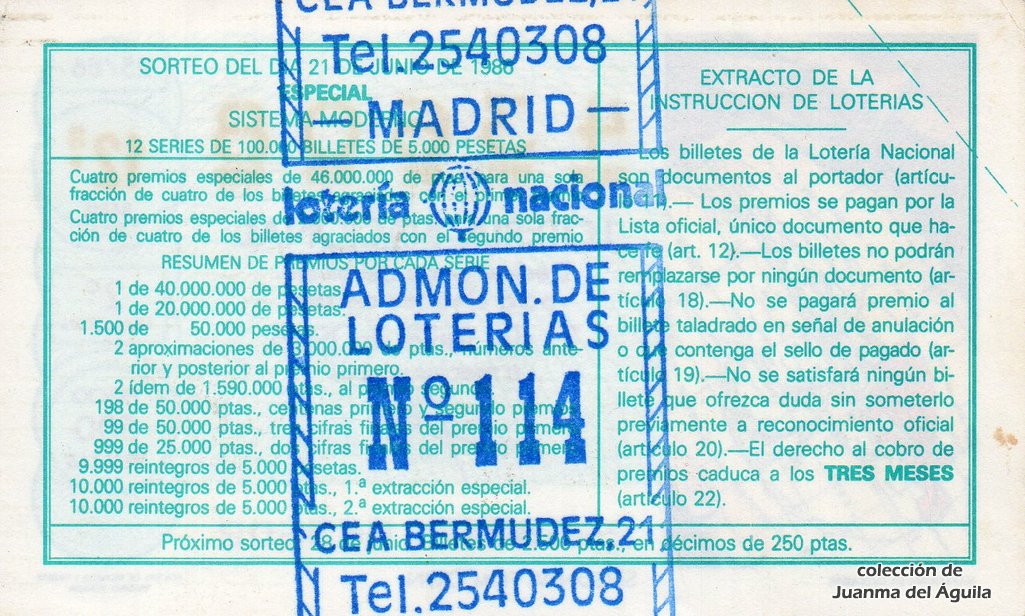 CEA BERMUDEZ, 21
Tel. 2540308
MADRID
lotería nacional
ADMON. DE
LOTERIAS
Nº 114
CEA BERMUDEZ, 21
Tel. 2540308
SORTEO DEL DIA 21 DE JUNIO DE 1986
ESPECIAL
SISTEMA MODERNO
12 SERIES DE 100.000 BILLETES DE 5.000 PESETAS
Cuatro premios especiales de 46.000.000 de ptas. para una sola
fracción de cuatro de los billetes agraciados con el primer premio
Cuatro premios especiales de ptas. para una sola frac-
ción de cuatro de los billetes agraciados con el segundo premio
RESUMEN DE PREMIOS POR CADA SERIE
1 de 40.000.000 de pesetas.
1 de 20.000.000 de pesetas.
1.500 de 50.000 pesetas.
2 aproximaciones de 3.000.000 de ptas., números ante-
rior y posterior al premio primero.
2 ídem de 1.590.000 ptas., al premio segundo.
198 de 50.000 ptas., centenas primero y segundo premios.
99 de 50.000 ptas., tres cifras finales del premio primero.
999 de 25.000 ptas., dos cifras finales del premio primero.
9.999 reintegros de 5.000 pesetas.
10.000 reintegros de 5.000 ptas., 1.ª extracción especial.
10.000 reintegros de 5.000 ptas., 2.ª extracción especial.
EXTRACTO DE LA
INSTRUCCION DE LOTERIAS
Los billetes de la Lotería Nacional
son documentos al portador (artícu-
lo 1).— Los premios se pagan por la
Lista oficial, único documento que ha-
ce fe (art. 12).—Los billetes no podrán
remplazarse por ningún documento (ar-
tículo 18).—No se pagará premio al
billete taladrado en señal de anulación
o que contenga el sello de pagado (ar-
tículo 19).—No se satisfará ningún bi-
llete que ofrezca duda sin someterlo
previamente a reconocimiento oficial
(artículo 20).—El derecho al cobro de
premios caduca a los TRES MESES
(artículo 22).
Próximo sorteo, 28 de junio. Billetes de 2.500 ptas., en décimos de 250 ptas.
colección de
Juanma del Águila